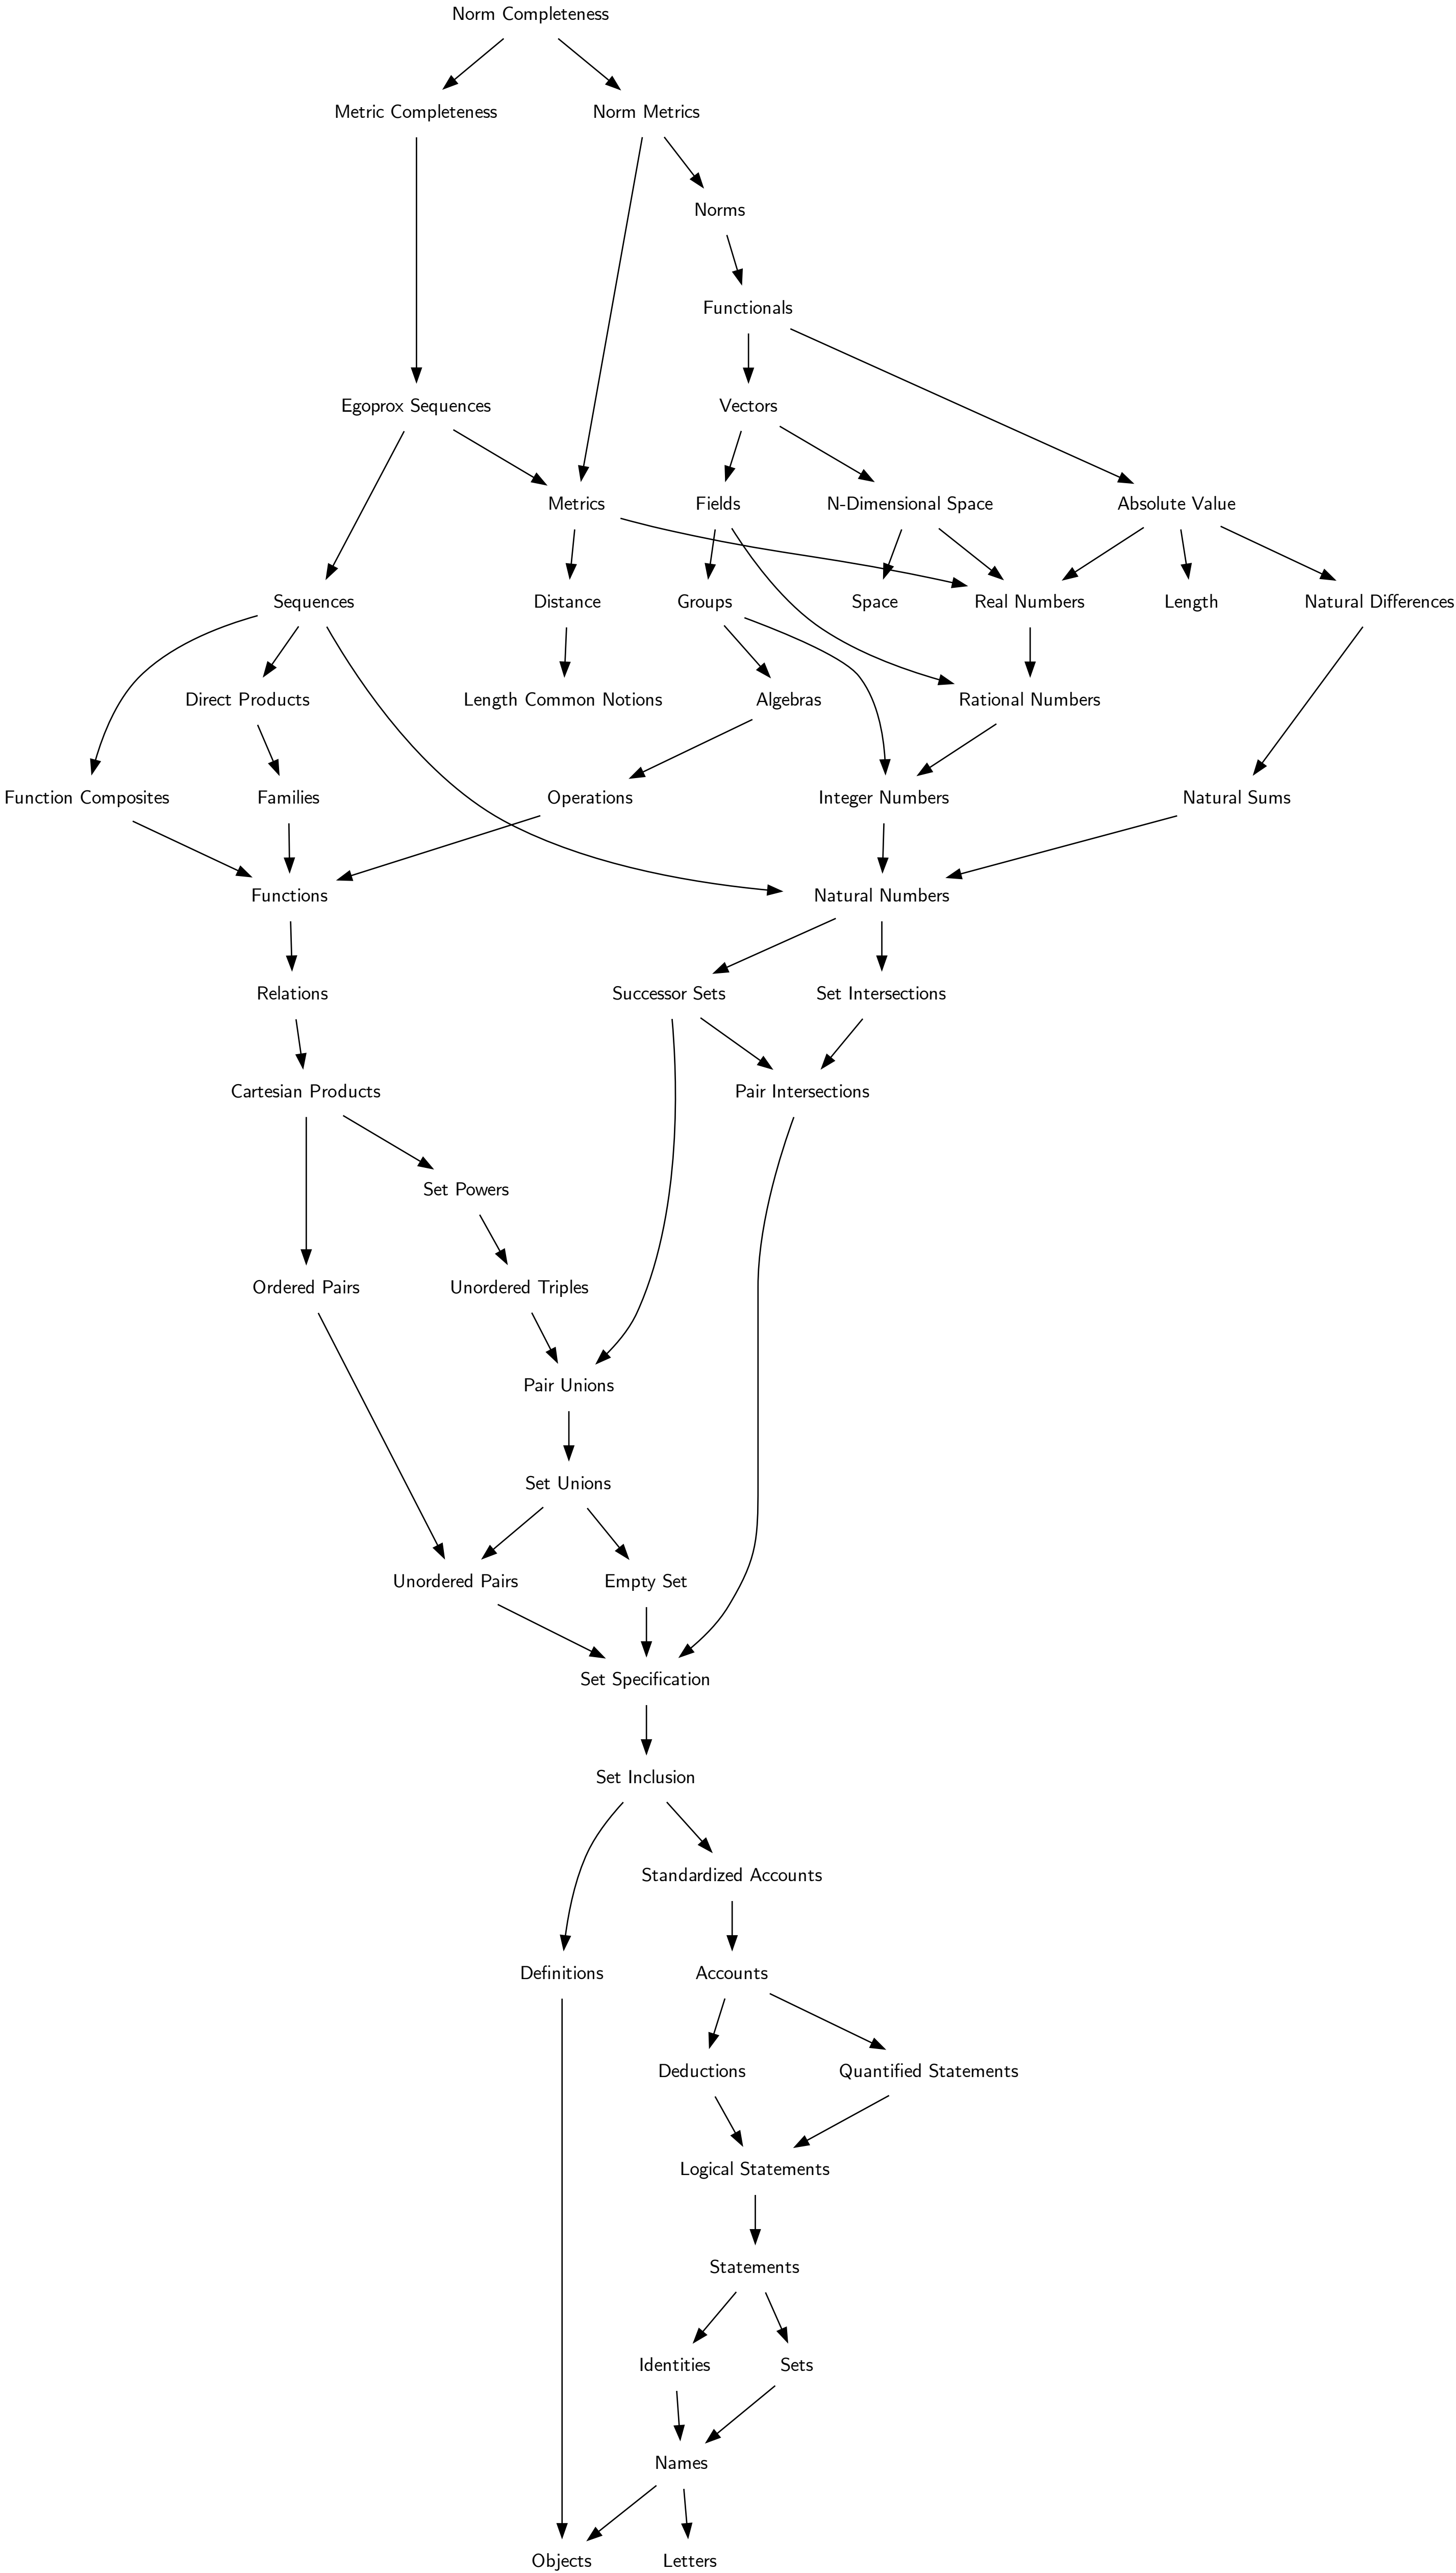 Norm Completeness
Metric Completeness
Norm Metrics
Norms
Functionals
Egoprox Sequences
Vectors
Metrics
Fields
N-Dimensional Space
Absolute Value
Sequences
Distance
Groups
Space
Real Numbers
Length
Natural Differences
Direct Products
Length Common Notions
Algebras
Rational Numbers
Function Composites
Families
Operations
Integer Numbers
Natural Sums
Functions
Natural Numbers
Relations
Successor Sets
Set Intersections
Cartesian Products
Pair Intersections
Set Powers
Ordered Pairs
Unordered Triples
Pair Unions
Set Unions
Unordered Pairs
Empty Set
Set Specification
Set Inclusion
Standardized Accounts
Definitions
Accounts
Deductions
Quantified Statements
Logical Statements
Statements
Identities
Sets
Names
Objects
Letters